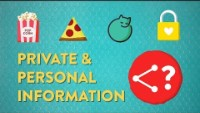 PRIVATE &
PERSONAL
INFORMATION
?